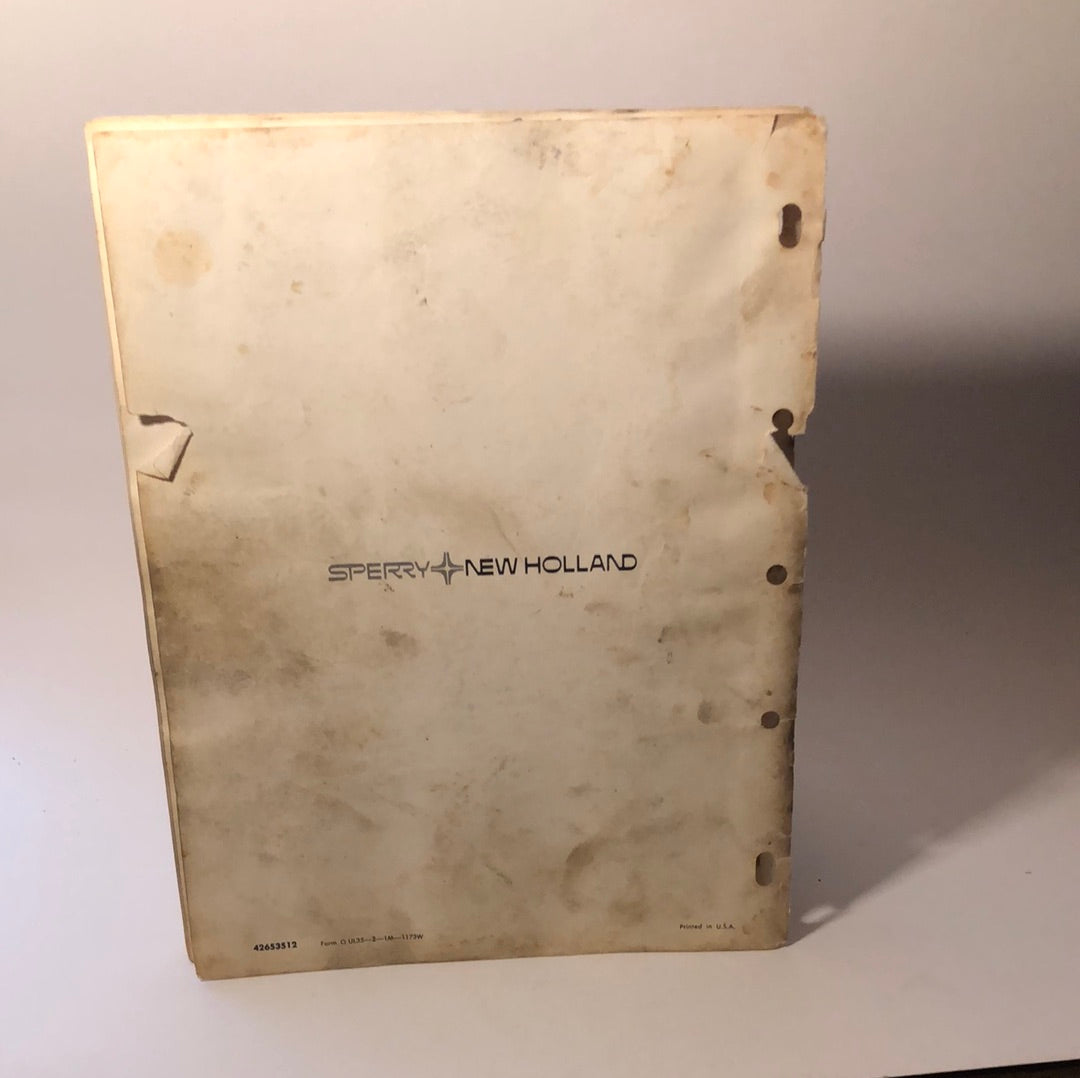 SPERRY NEW HOLLAND
42653512 Form O UL35—2—1M—1173W Printed in U.S.A.